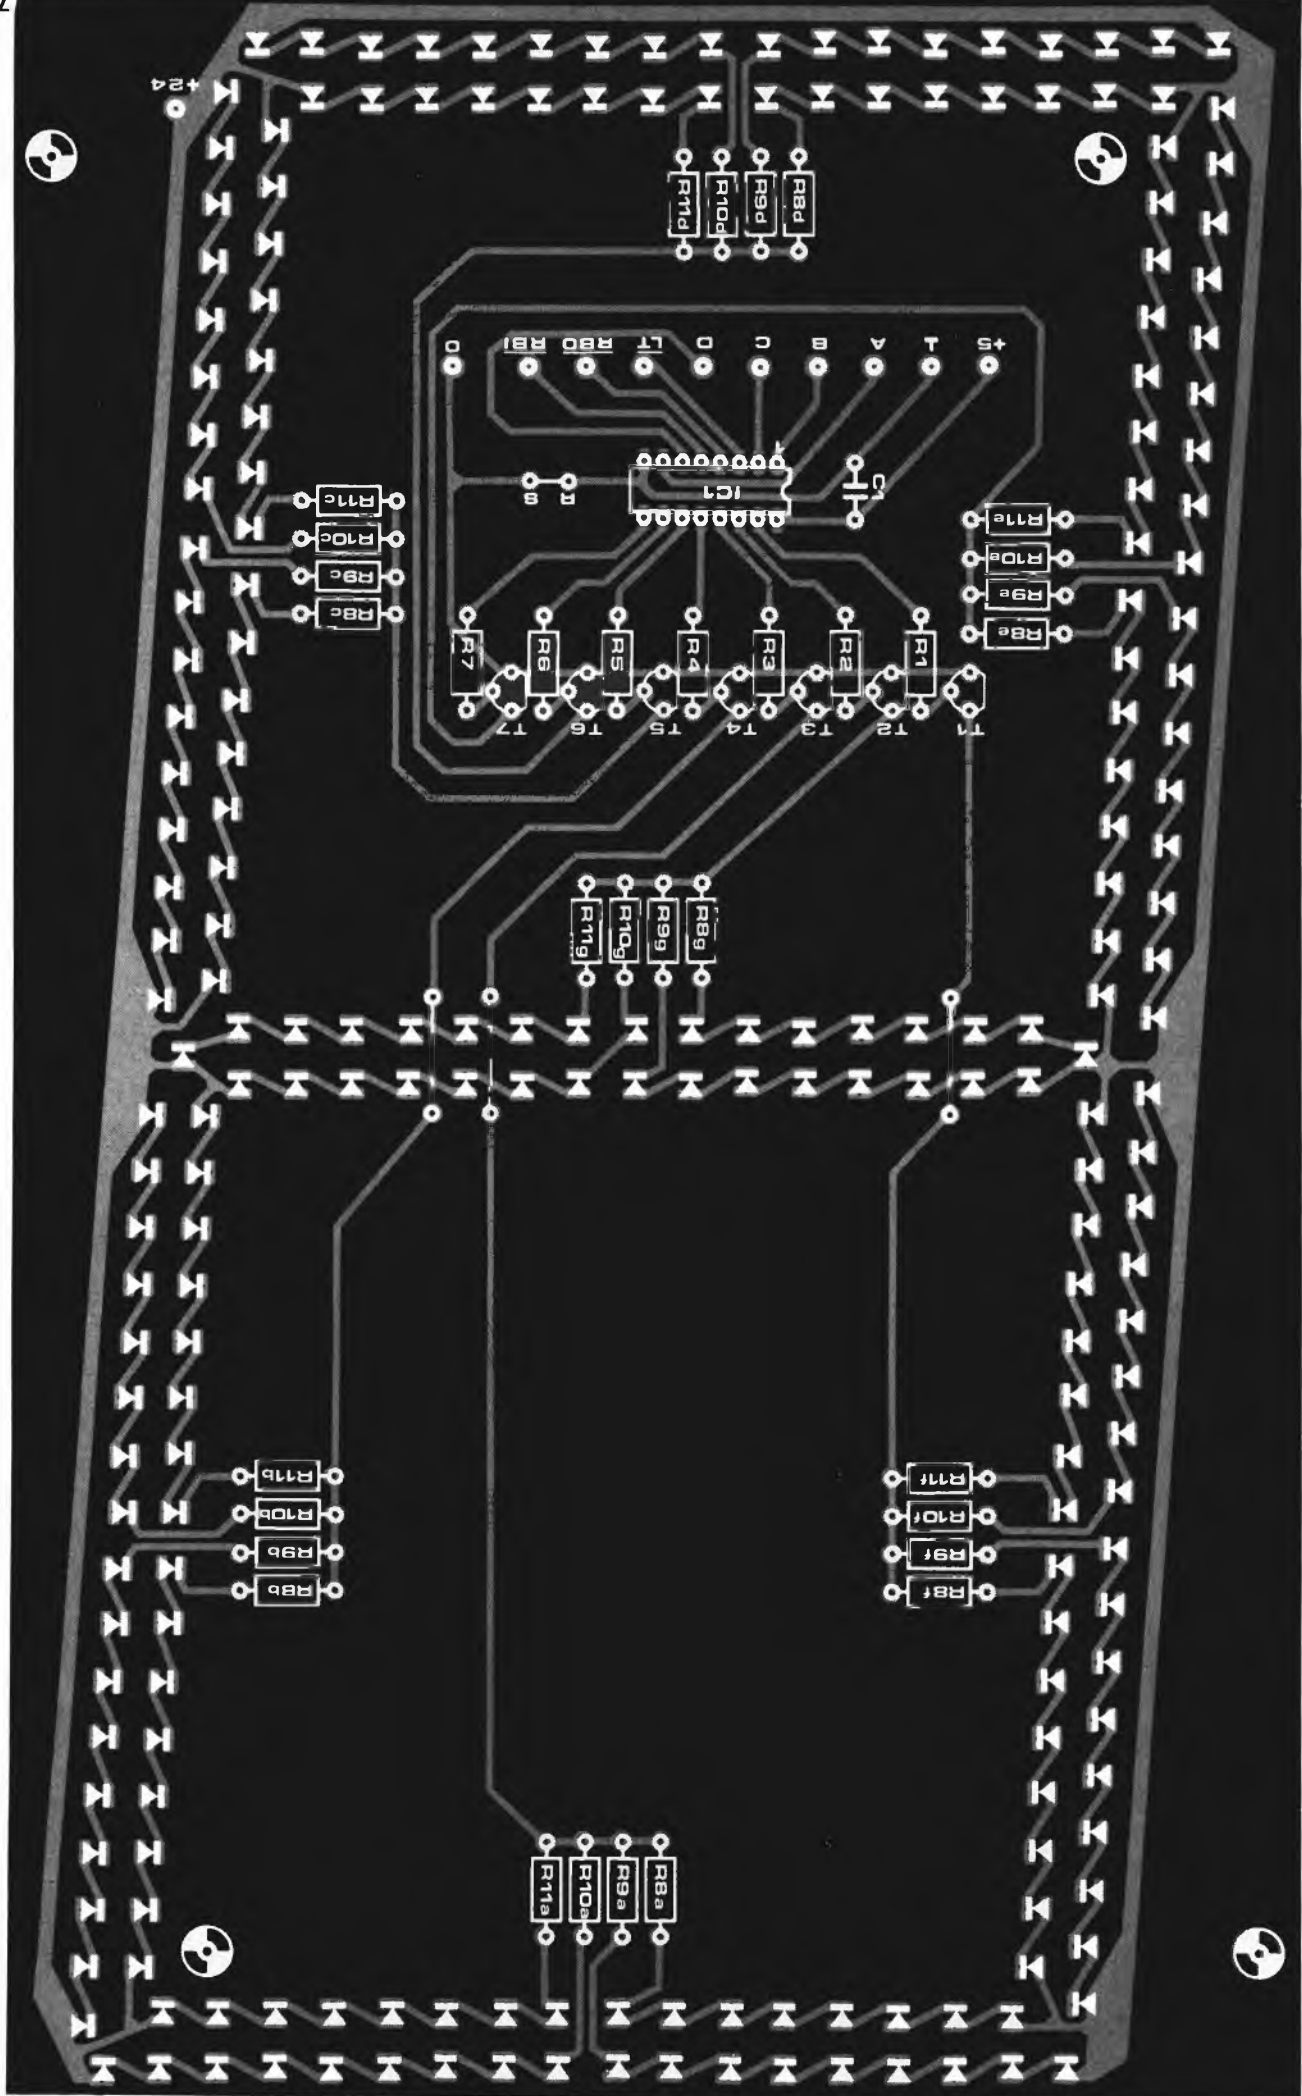 +24
R11d R10d R9d R8d
0 RBI RBO LT D C B A ⊥ +5
1
S R IC1 C1
R11c
R10c
R9c
R8c
R11e
R10e
R9e
R8e
R7 R6 R5 R4 R3 R2 R1
T7 T6 T5 T4 T3 T2 T1
R11g R10g R9g R8g
R11b
R10b
R9b
R8b
R11f
R10f
R9f
R8f
R11a R10a R9a R8a